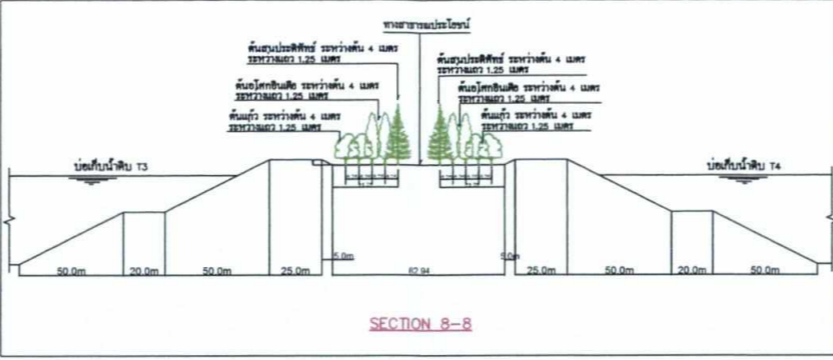 ทางสาธารณประโยชน์
ต้นสนประดิพัทธ์ ระหว่างต้น 4 เมตร
ระหว่างแถว 1.25 เมตร
ต้นอโศกอินเดีย ระหว่างต้น 4 เมตร
ระหว่างแถว 1.25 เมตร
ต้นแก้ว ระหว่างต้น 4 เมตร
ระหว่างแถว 1.25 เมตร
ต้นสนประดิพัทธ์ ระหว่างต้น 4 เมตร
ระหว่างแถว 1.25 เมตร
ต้นอโศกอินเดีย ระหว่างต้น 4 เมตร
ระหว่างแถว 1.25 เมตร
ต้นแก้ว ระหว่างต้น 4 เมตร
ระหว่างแถว 1.25 เมตร
บ่อเก็บน้ำดิบ T3
บ่อเก็บน้ำดิบ T4
50.0m 20.0m 50.0m 25.0m 5.0m 62.94 5.0m 25.0m 50.0m 20.0m 50.0m
SECTION 8-8